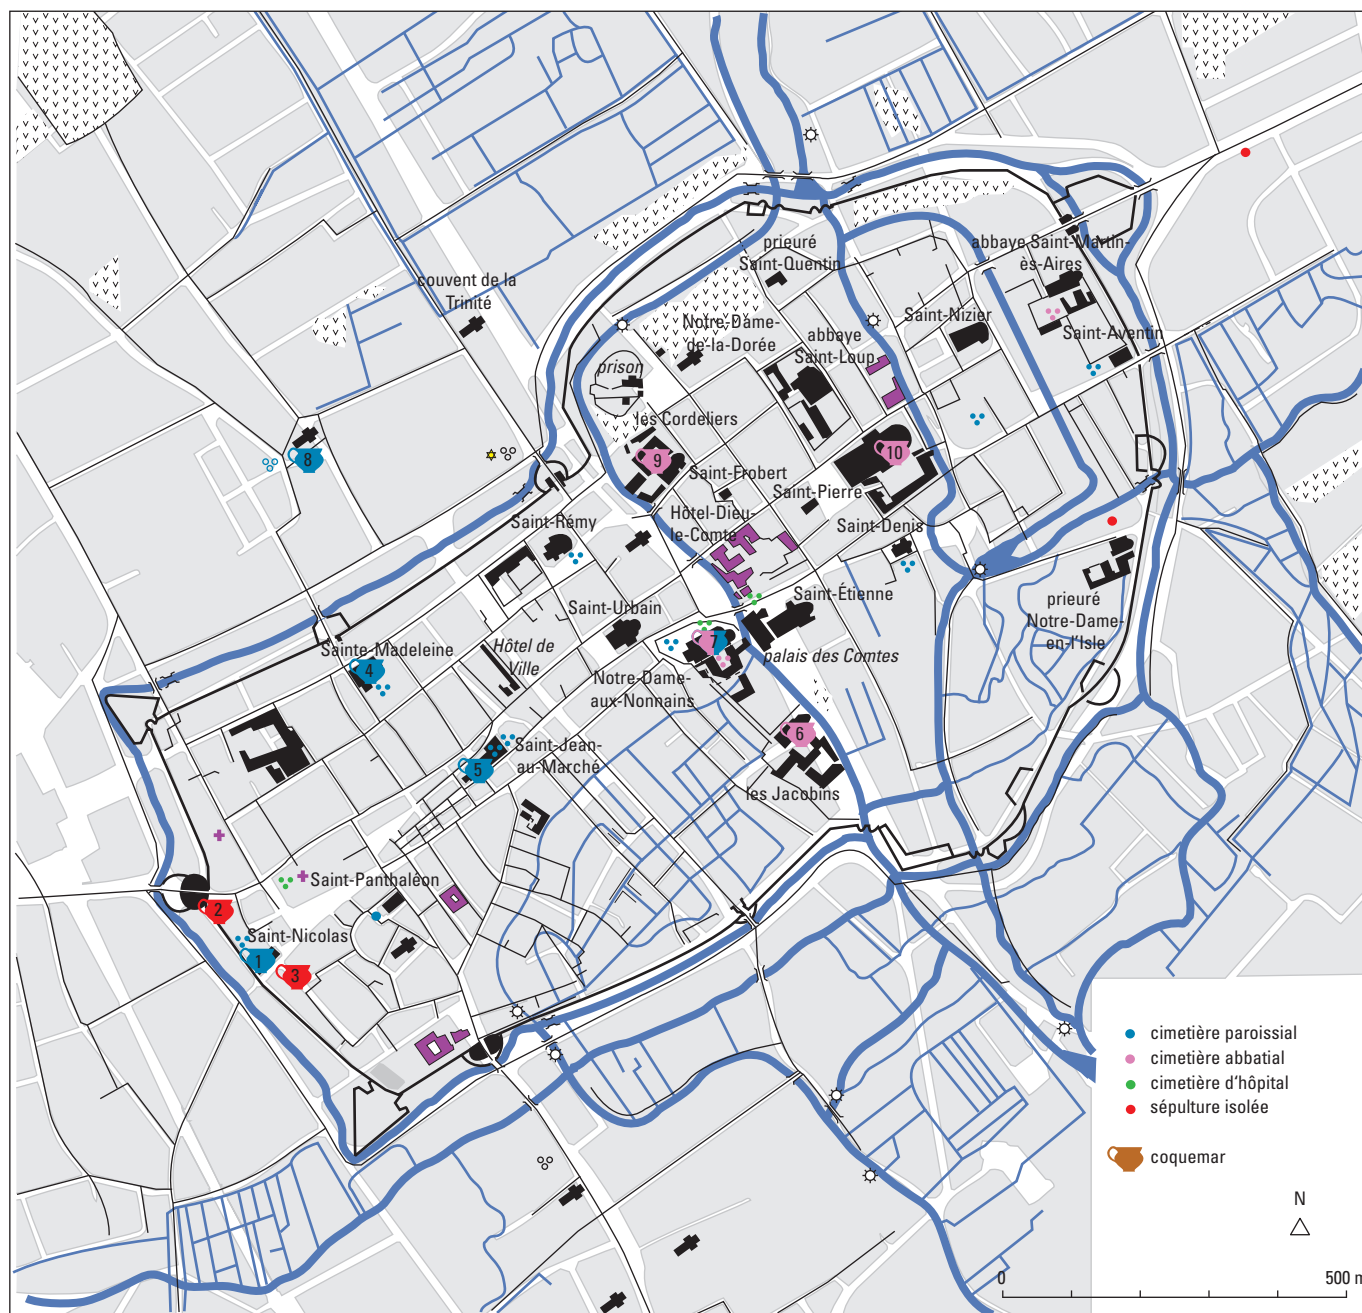 prieuré
Saint-Quentin
abbaye Saint-Martin-
ès-Aires
couvent de la
Trinité
Notre-Dame-
de-la-Dorée
abbaye
Saint-Loup
Saint-Nizier
Saint-Aventin
prison
les Cordeliers
8
9
10
Saint-Frobert
Saint-Pierre
Hôtel-Dieu-
le-Comte
Saint-Rémy
Saint-Denis
Saint-Étienne
prieuré
Notre-Dame-
en-l'Isle
Saint-Urbain
Sainte Madeleine
Hôtel de
Ville
4
7
palais des Comtes
Notre-Dame-
aux-Nonnains
6
Saint-Jean-
au-Marché
5
les Jacobins
Saint-Panthaléon
2
Saint-Nicolas
1
3
cimetière paroissial
cimetière abbatial
cimetière d'hôpital
sépulture isolée
coquemar
N
0
500 m